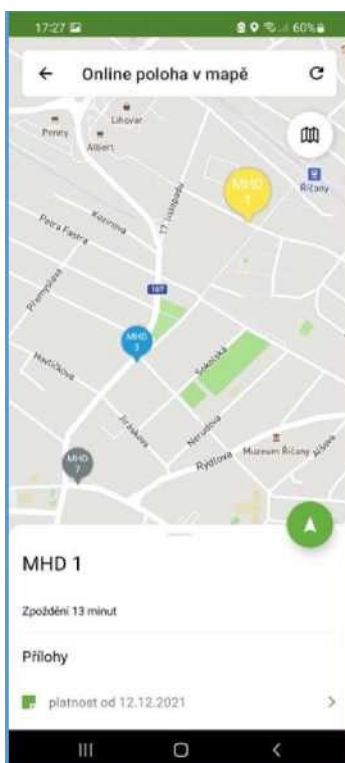 17:27
60%
Online poloha v mapě
Lihovar
Penny
Albert
MHD
1
Říčany
17. listopadu
Kozinova
Petra Fastra
Přemyslova
107
MHD
3
Havlíčkova
Sokolská
Jiráskova
Nerudova
MHD
7
Rýdlova
Muzeum Říčany
MHD 1
Zpoždění 13 minut
Přílohy
platnost od 12.12.2021